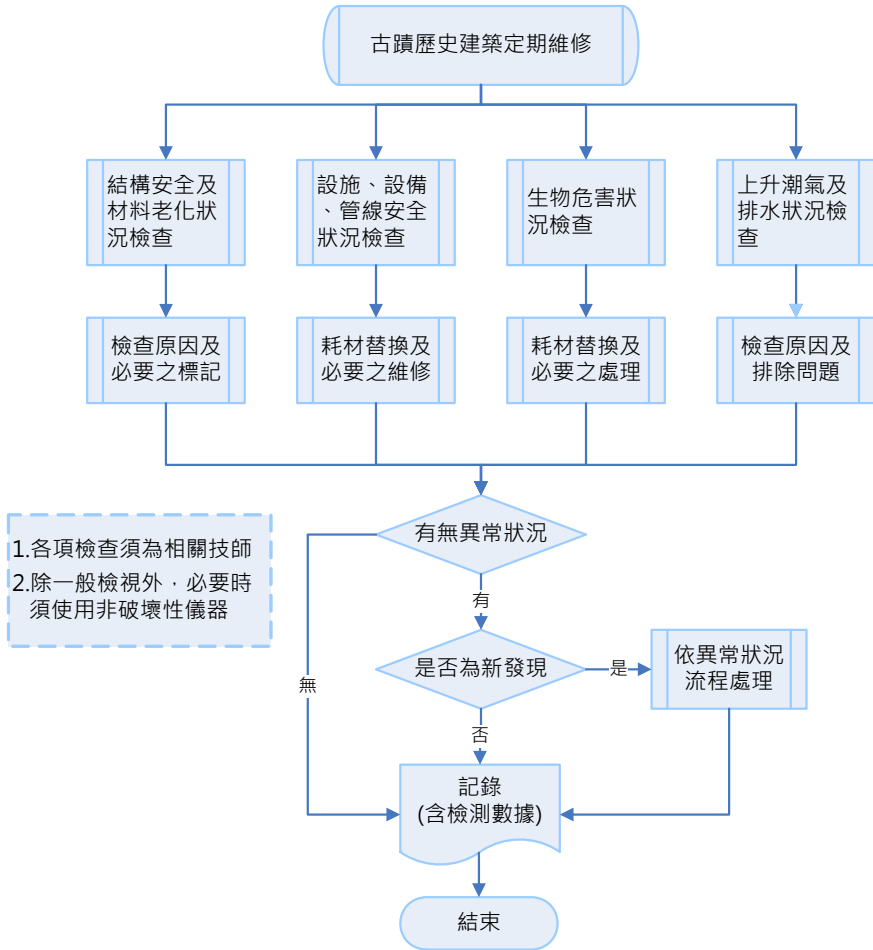 古蹟歷史建築定期維修
結構安全及
材料老化狀
況檢查
設施、設備
、管線安全
狀況檢查
生物危害狀
況檢查
上升潮氣及
排水狀況檢
查
檢查原因及
必要之標記
耗材替換及
必要之維修
耗材替換及
必要之處理
檢查原因及
排除問題
有無異常狀況
1.各項檢查須為相關技師
2.除一般檢視外，必要時
須使用非破壞性儀器
有
無
是否為新發現
是
依異常狀況
流程處理
否
記錄
(含檢測數據)
結束